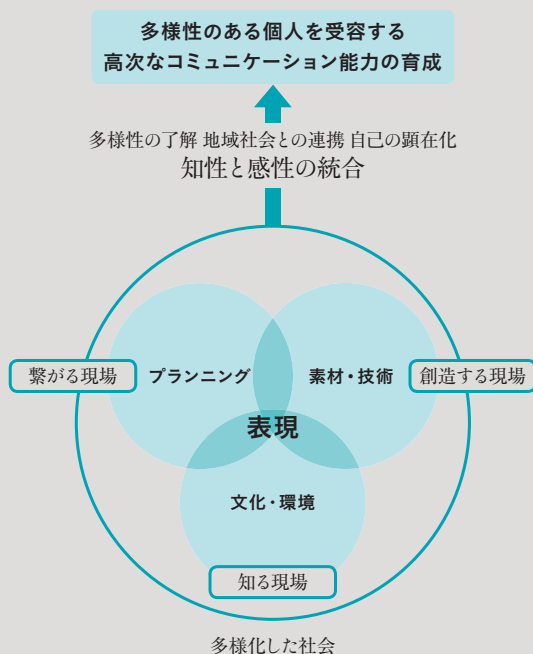 多様性のある個人を受容する
高次なコミュニケーション能力の育成
多様性の了解 地域社会との連携 自己の顕在化
知性と感性の統合
繋がる現場
プランニング
素材・技術
創造する現場
表現
文化・環境
知る現場
多様化した社会